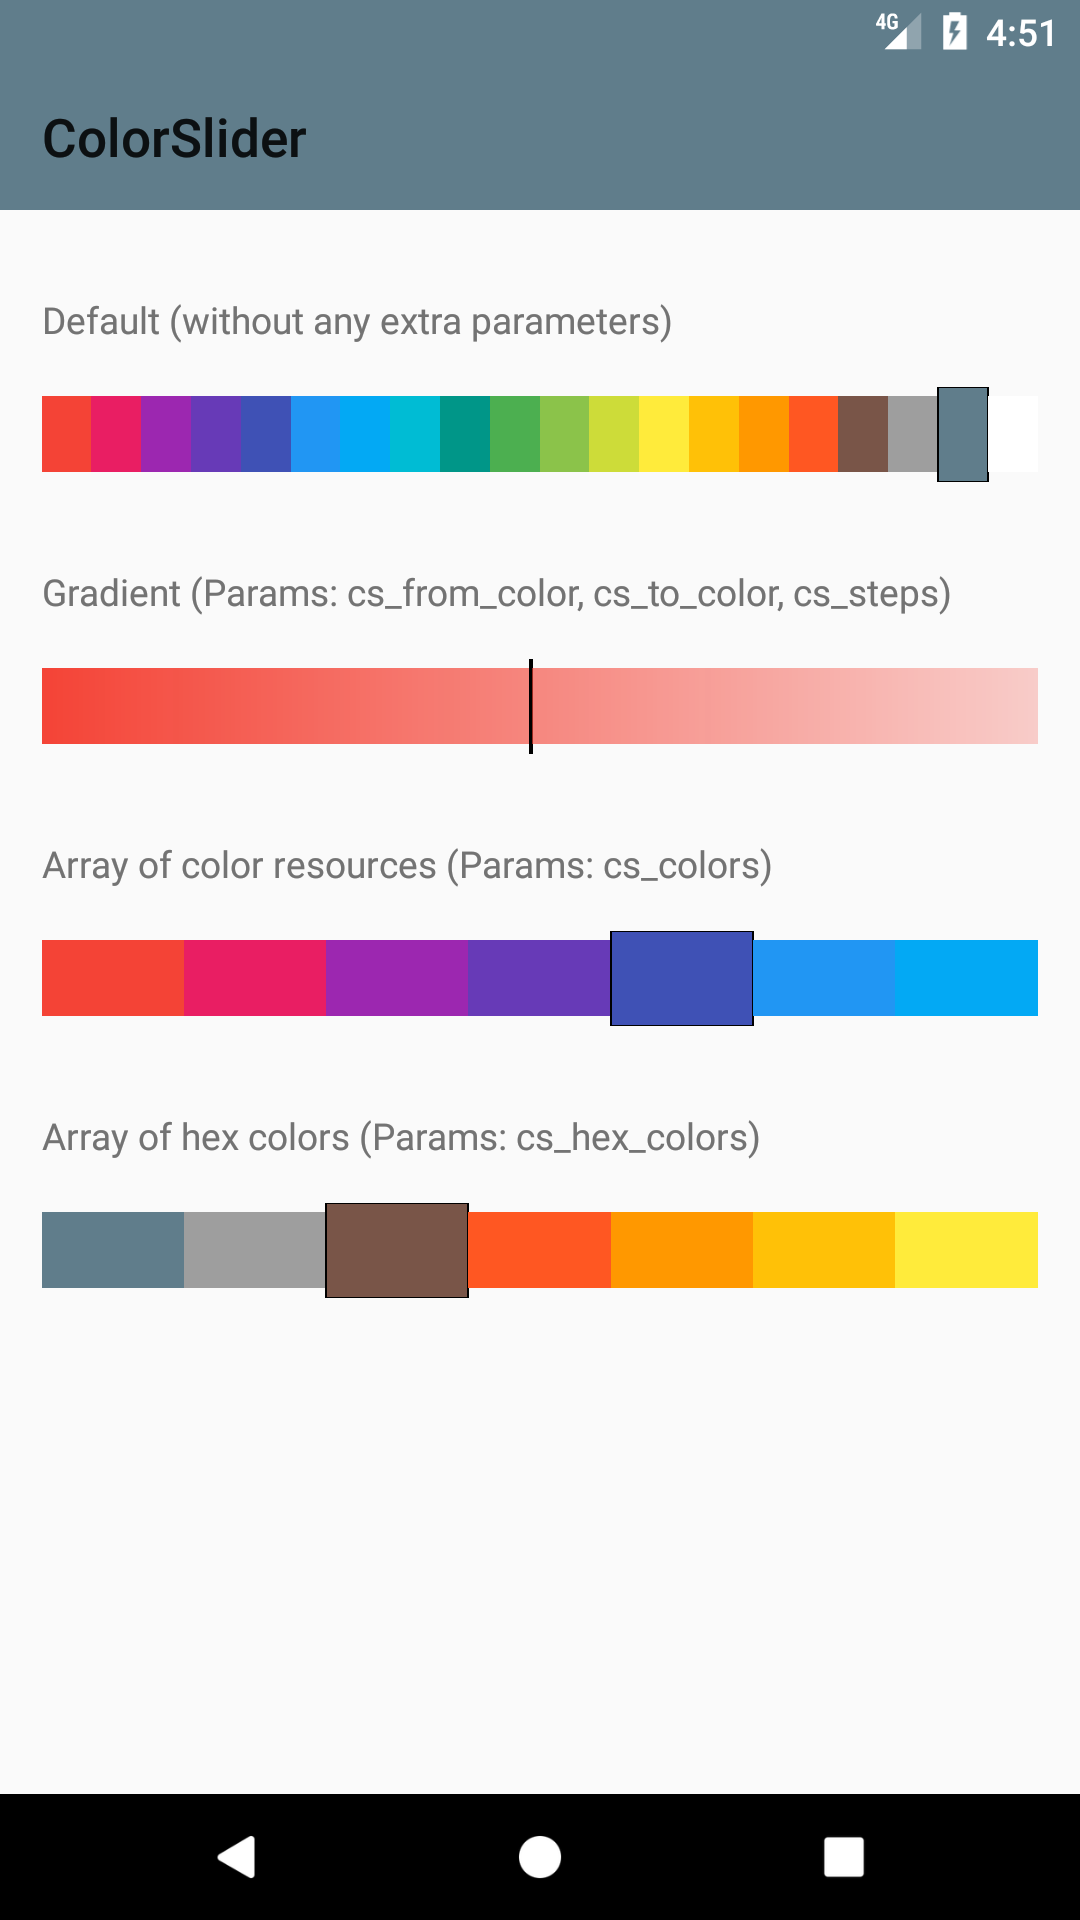 4G 4:51
ColorSlider
Default (without any extra parameters)
Gradient (Params: cs_from_color, cs_to_color, cs_steps)
Array of color resources (Params: cs_colors)
Array of hex colors (Params: cs_hex_colors)